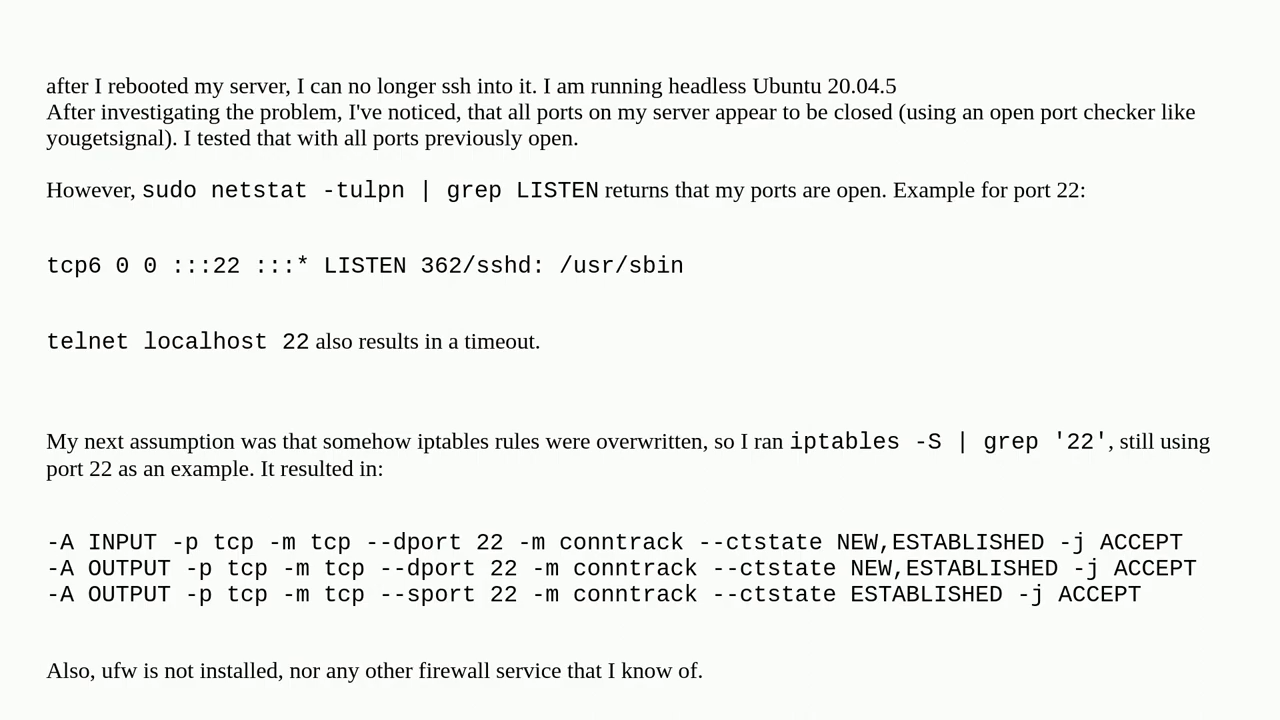 after I rebooted my server, I can no longer ssh into it. I am running headless Ubuntu 20.04.5
After investigating the problem, I've noticed, that all ports on my server appear to be closed (using an open port checker like
yougetsignal). I tested that with all ports previously open.
However, sudo netstat -tulpn | grep LISTEN returns that my ports are open. Example for port 22:
tcp6 0 0 :::22 :::* LISTEN 362/sshd: /usr/sbin
telnet localhost 22 also results in a timeout.
My next assumption was that somehow iptables rules were overwritten, so I ran iptables -S | grep '22', still using
port 22 as an example. It resulted in:
-A INPUT -p tcp -m tcp --dport 22 -m conntrack --ctstate NEW,ESTABLISHED -j ACCEPT
-A OUTPUT -p tcp -m tcp --dport 22 -m conntrack --ctstate NEW,ESTABLISHED -j ACCEPT
-A OUTPUT -p tcp -m tcp --sport 22 -m conntrack --ctstate ESTABLISHED -j ACCEPT
Also, ufw is not installed, nor any other firewall service that I know of.